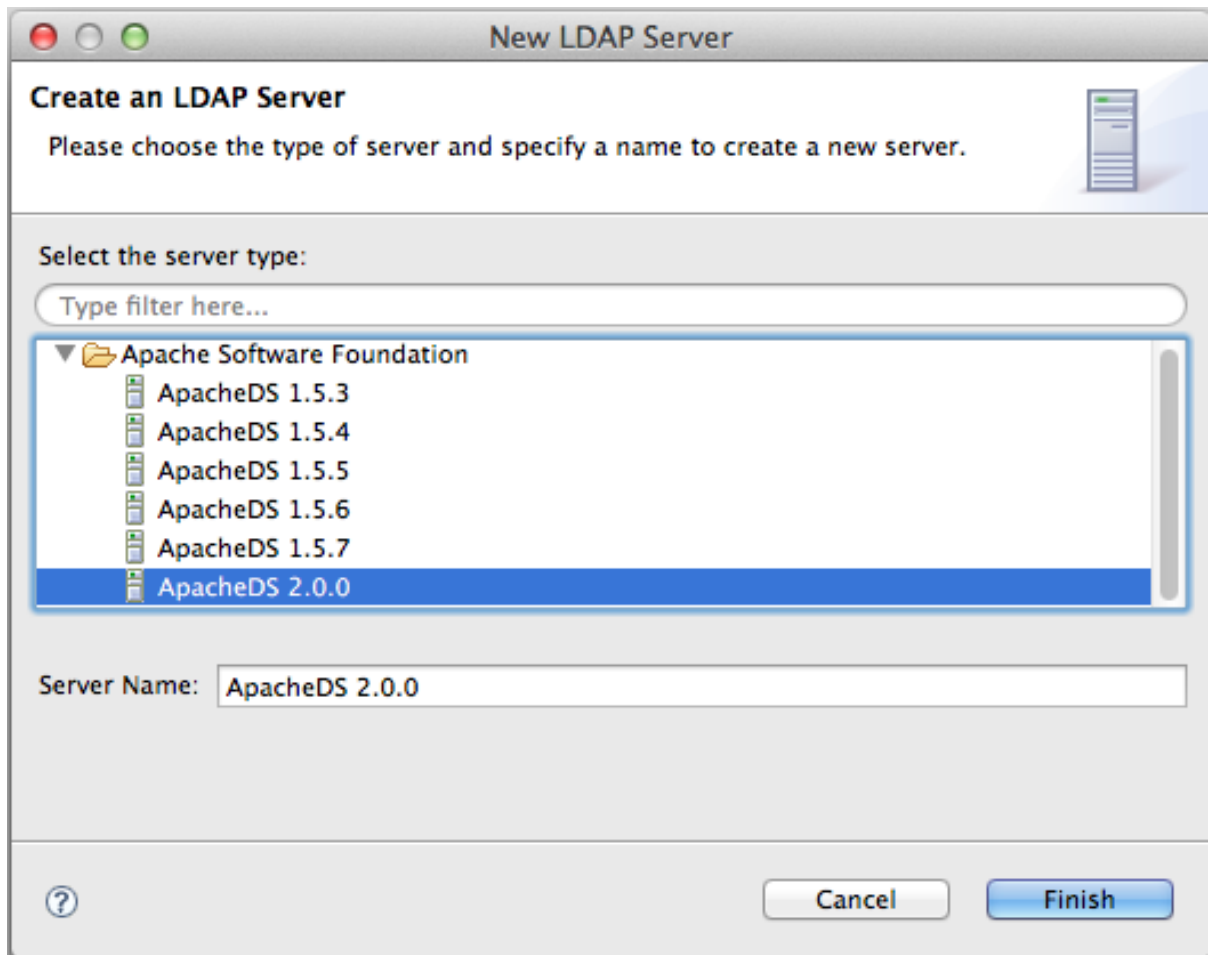 New LDAP Server
Create an LDAP Server
Please choose the type of server and specify a name to create a new server.
Select the server type:
Type filter here...
Apache Software Foundation
ApacheDS 1.5.3
ApacheDS 1.5.4
ApacheDS 1.5.5
ApacheDS 1.5.6
ApacheDS 1.5.7
ApacheDS 2.0.0
Server Name: ApacheDS 2.0.0
? Cancel Finish